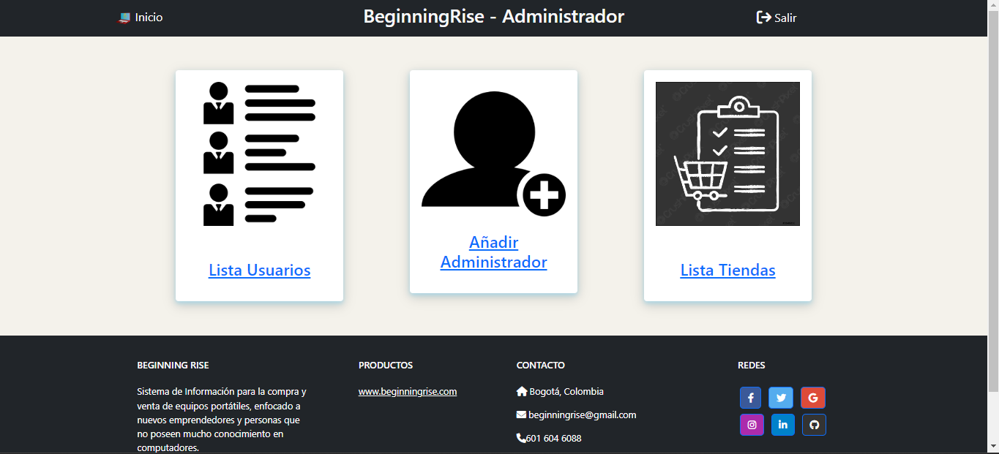 Inicio
BeginningRise - Administrador
Salir
Lista Usuarios
Añadir
Administrador
Lista Tiendas
BEGINNING RISE
Sistema de Información para la compra y
venta de equipos portátiles, enfocado a
nuevos emprendedores y personas que
no poseen mucho conocimiento en
computadores.
PRODUCTOS
www.beginningrise.com
CONTACTO
Bogotá, Colombia
beginningrise@gmail.com
601 604 6088
REDES